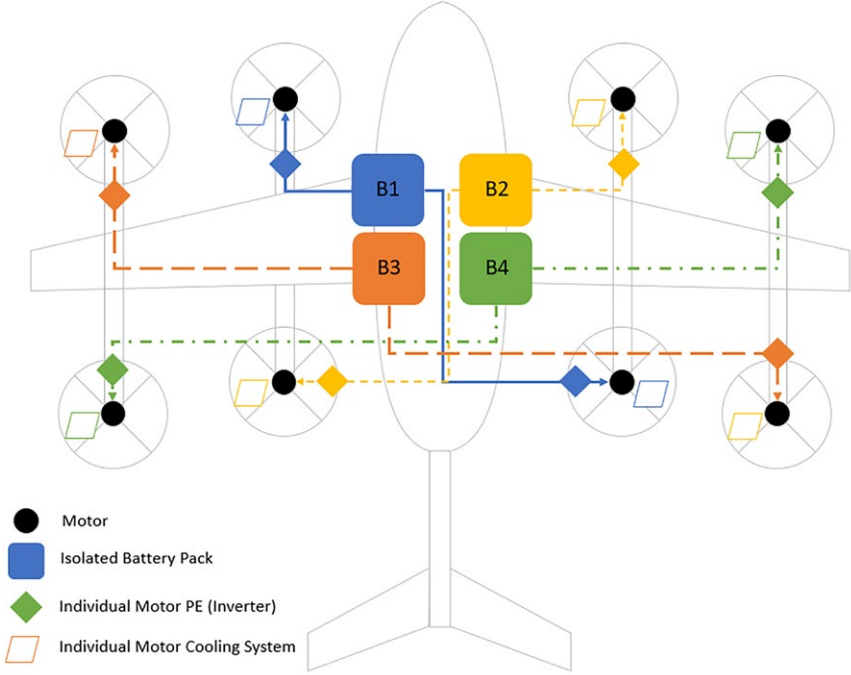 B1
B2
B3
B4
Motor
Isolated Battery Pack
Individual Motor PE (Inverter)
Individual Motor Cooling System